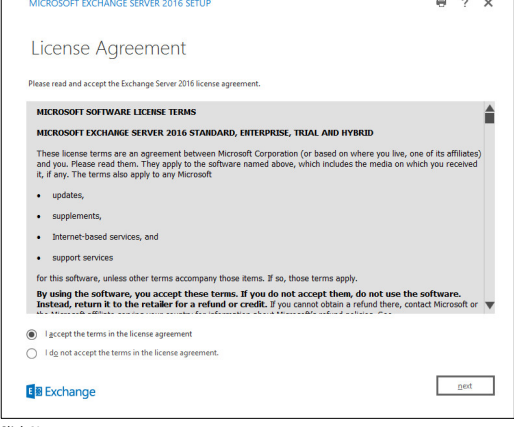 MICROSOFT EXCHANGE SERVER 2016 SETUP
?
License Agreement
Please read and accept the Exchange Server 2016 license agreement.
MICROSOFT SOFTWARE LICENSE TERMS
MICROSOFT EXCHANGE SERVER 2016 STANDARD, ENTERPRISE, TRIAL AND HYBRID
These license terms are an agreement between Microsoft Corporation (or based on where you live, one of its affiliates)
and you. Please read them. They apply to the software named above, which includes the media on which you received
it, if any. The terms also apply to any Microsoft
• updates,
• supplements,
• Internet-based services, and
• support services
for this software, unless other terms accompany those items. If so, those terms apply.
By using the software, you accept these terms. If you do not accept them, do not use the software.
Instead, return it to the retailer for a refund or credit. If you cannot obtain a refund there, contact Microsoft or
I accept the terms in the license agreement
I do not accept the terms in the license agreement.
Exchange
next